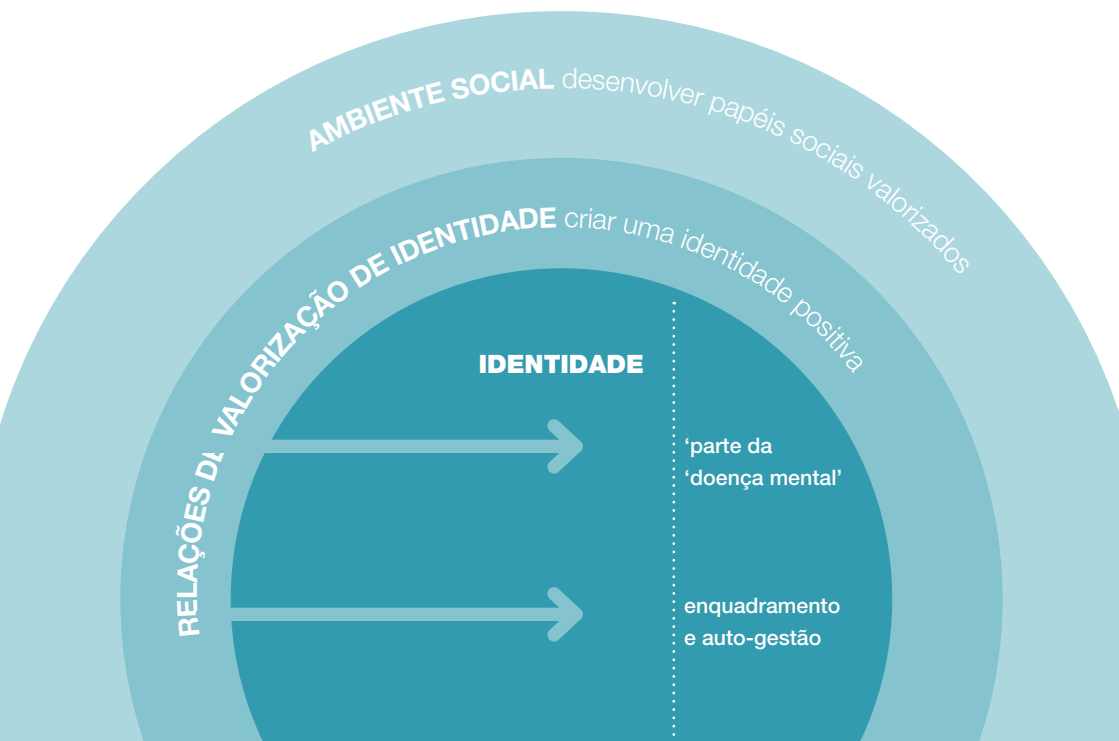 AMBIENTE SOCIAL desenvolver papéis sociais valorizados
RELAÇÕES DE VALORIZAÇÃO DE IDENTIDADE criar uma identidade positiva
IDENTIDADE
‘parte da
‘doença mental’
enquadramento
e auto-gestão